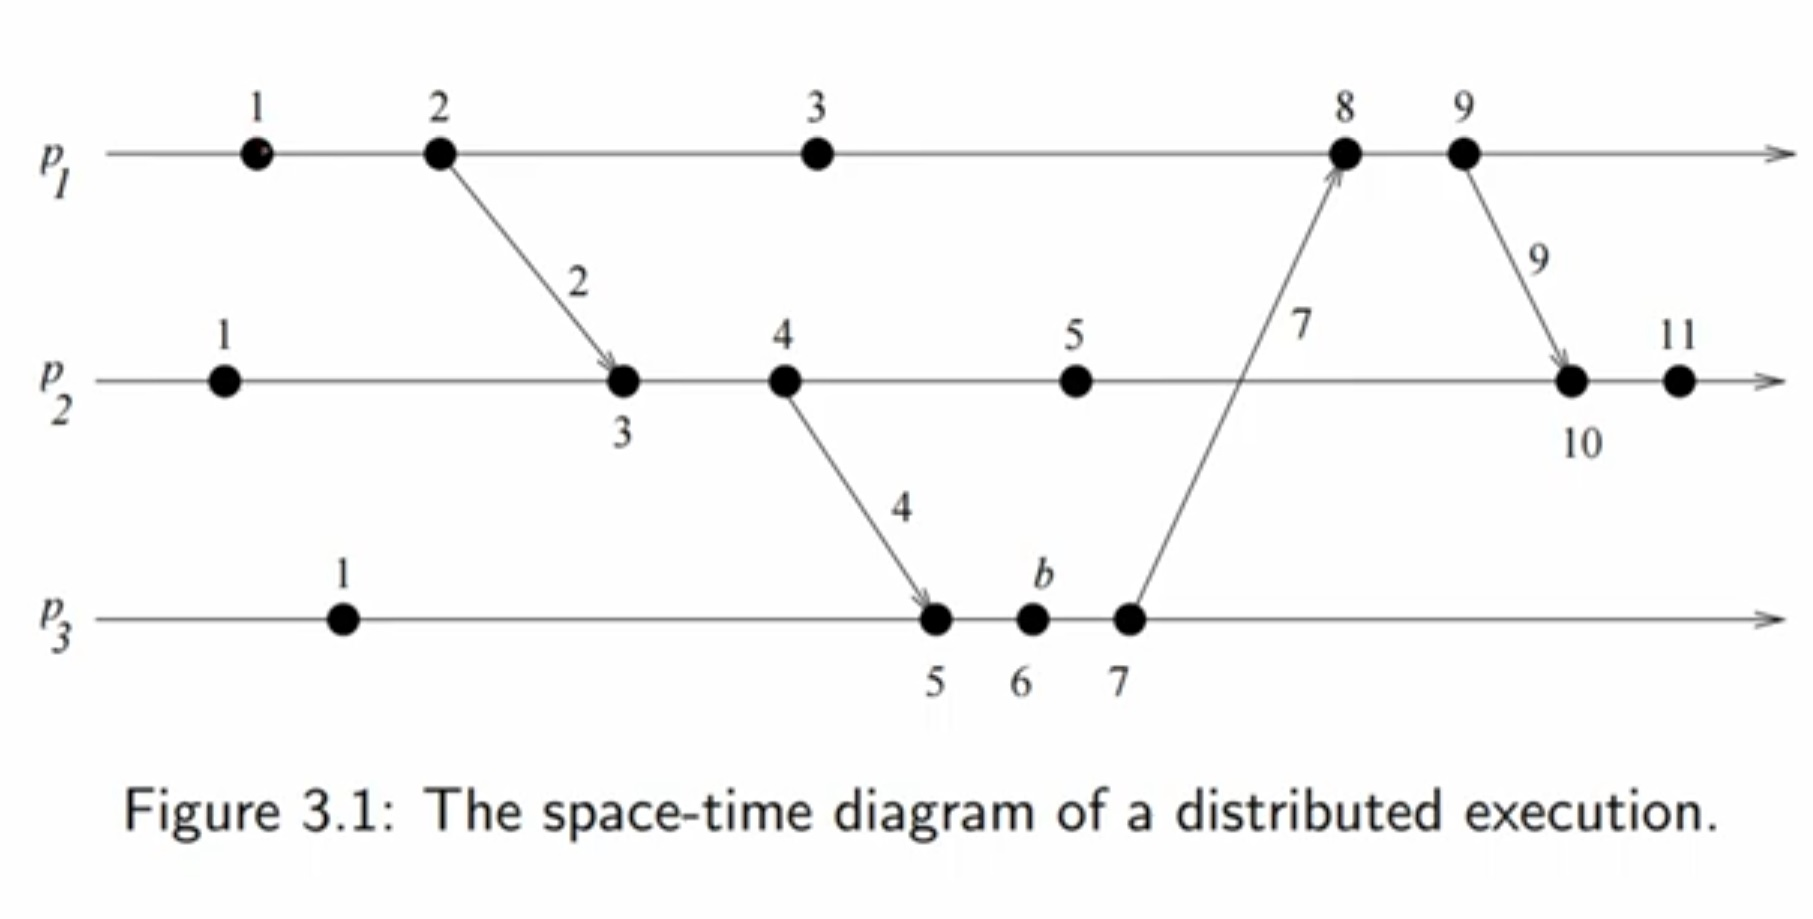 1 2 3 8 9
p1
2 9
7
1 4 5 11
p2
3 10
4
1 b
p3
5 6 7
Figure 3.1: The space-time diagram of a distributed execution.